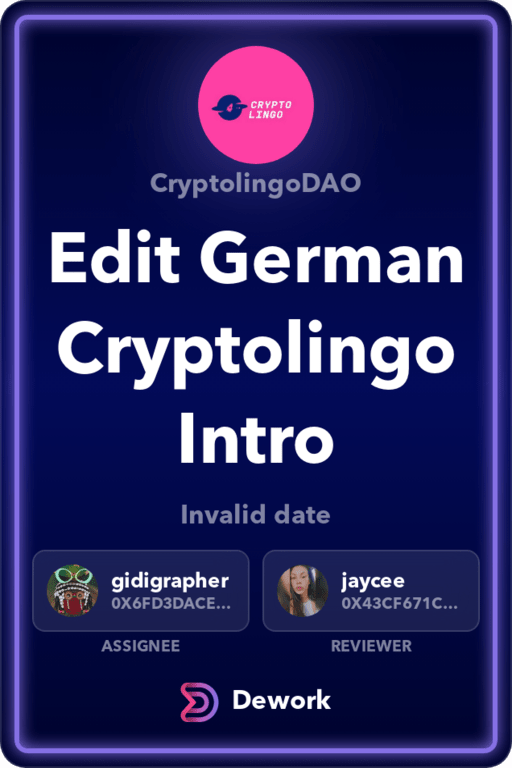 CRYPTO
LINGO
CryptolingoDAO
Edit German
Cryptolingo
Intro
Invalid date
gidigrapher
0X6FD3DACE...
jaycee
0X43CF671C...
ASSIGNEE
REVIEWER
Dework